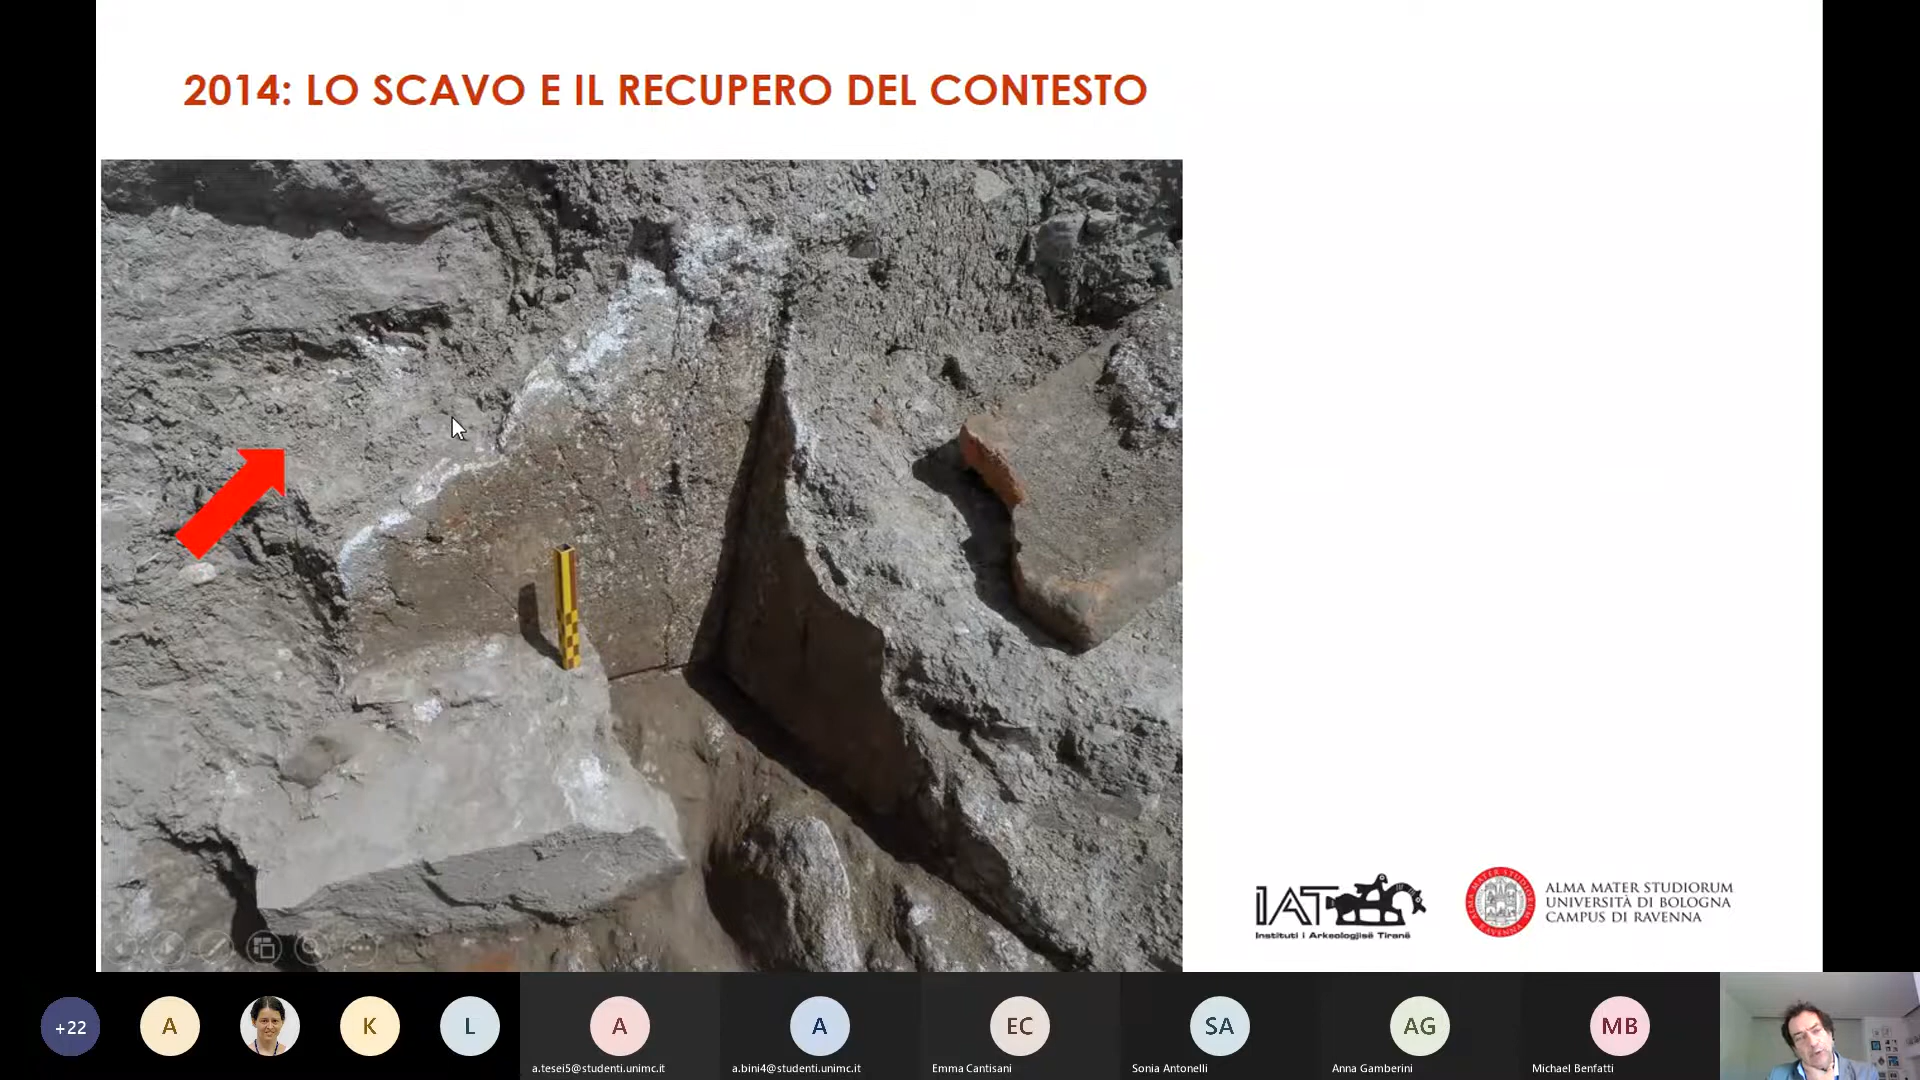 2014: LO SCAVO E IL RECUPERO DEL CONTESTO
IAT
Instituti i Arkeologjisë Tiranë
ALMA MATER STUDIORUM
UNIVERSITÀ DI BOLOGNA
CAMPUS DI RAVENNA
+22
A
K
L
A
A
EC
SA
AG
MB
a.tesei5@studenti.unimc.it
a.bini4@studenti.unimc.it
Emma Cantisani
Sonia Antonelli
Anna Gamberini
Michael Benfatti